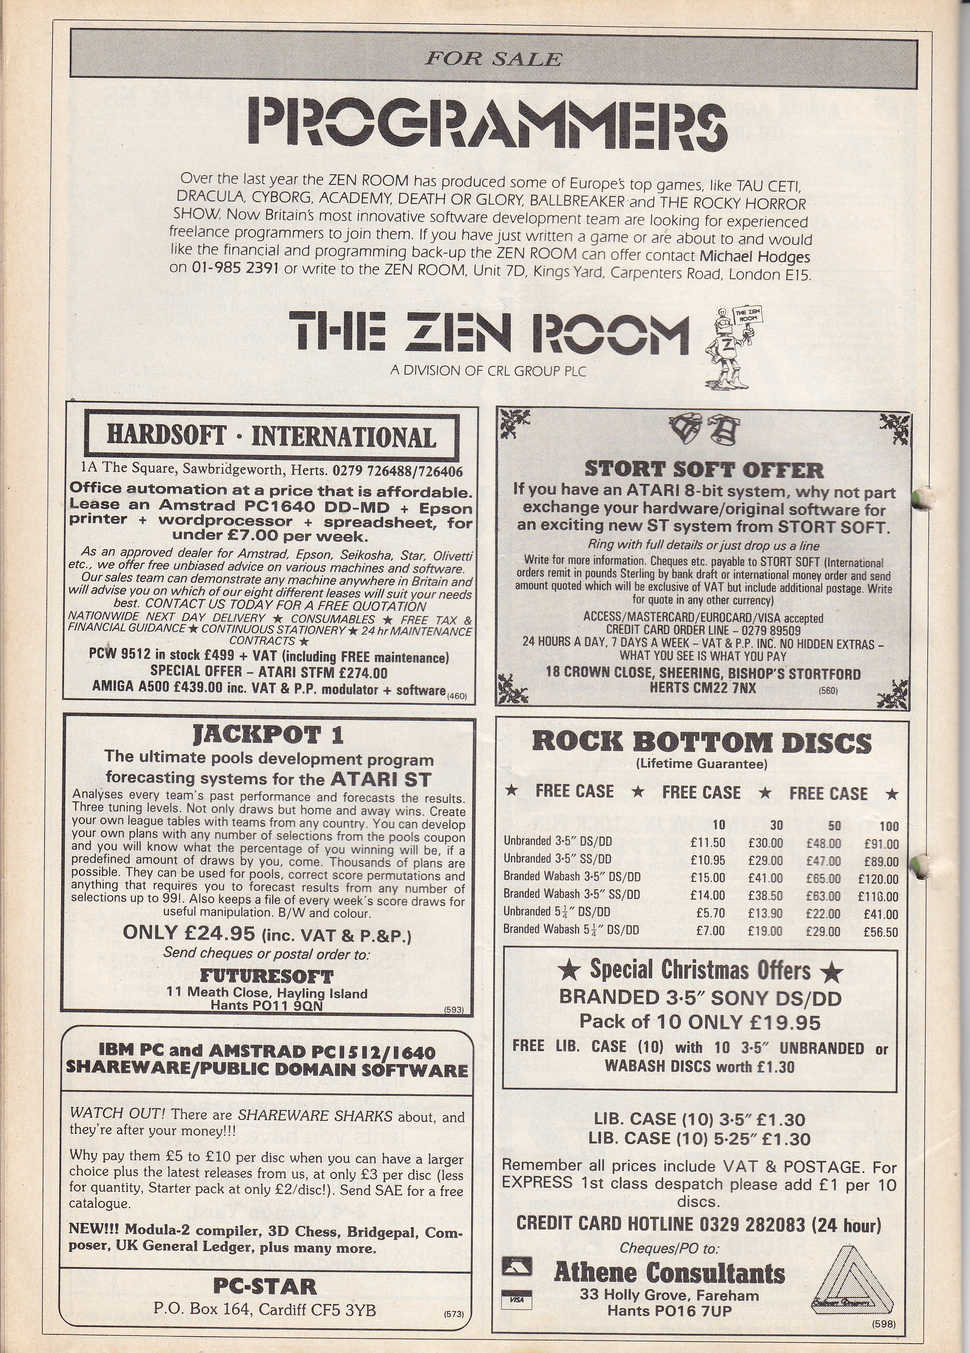 FOR SALE
PROGRAMMERS
Over the last year the ZEN ROOM has produced some of Europe's top games, like TAU CETI,
DRACULA, CYBORG, ACADEMY, DEATH OR GLORY, BALLBREAKER and THE ROCKY HORROR
SHOW. Now Britain's most innovative software development team are looking for experienced
freelance programmers to join them. If you have just written a game or are about to and would
like the financial and programming back-up the ZEN ROOM can offer contact Michael Hodges
on 01-985 2391 or write to the ZEN ROOM, Unit 7D, Kings Yard, Carpenters Road, London E15.
THE ZEN ROOM
THE ZEN
ROOM
Z
A DIVISION OF CRL GROUP PLC
HARDSOFT · INTERNATIONAL
1A The Square, Sawbridgeworth, Herts. 0279 726488/726406
Office automation at a price that is affordable.
Lease an Amstrad PC1640 DD-MD + Epson
printer + wordprocessor + spreadsheet, for
under £7.00 per week.
As an approved dealer for Amstrad, Epson, Seikosha, Star, Olivetti
etc., we offer free unbiased advice on various machines and software.
Our sales team can demonstrate any machine anywhere in Britain and
will advise you on which of our eight different leases will suit your needs
best. CONTACT US TODAY FOR A FREE QUOTATION
NATIONWIDE NEXT DAY DELIVERY ★ CONSUMABLES ★ FREE TAX &
FINANCIAL GUIDANCE ★ CONTINUOUS STATIONERY ★ 24 hr MAINTENANCE
CONTRACTS ★
PCW 9512 in stock £499 + VAT (including FREE maintenance)
SPECIAL OFFER – ATARI STFM £274.00
AMIGA A500 £439.00 inc. VAT & P.P. modulator + software
(460)
STORT SOFT OFFER
If you have an ATARI 8-bit system, why not part
exchange your hardware/original software for
an exciting new ST system from STORT SOFT.
Ring with full details or just drop us a line
Write for more information. Cheques etc. payable to STORT SOFT (International
orders remit in pounds Sterling by bank draft or international money order and send
amount quoted which will be exclusive of VAT but include additional postage. Write
for quote in any other currency)
ACCESS/MASTERCARD/EUROCARD/VISA accepted
CREDIT CARD ORDER LINE – 0279 89509
24 HOURS A DAY, 7 DAYS A WEEK – VAT & P.P. INC. NO HIDDEN EXTRAS –
WHAT YOU SEE IS WHAT YOU PAY
18 CROWN CLOSE, SHEERING, BISHOP'S STORTFORD
HERTS CM22 7NX
(560)
JACKPOT 1
The ultimate pools development program
forecasting systems for the ATARI ST
Analyses every team's past performance and forecasts the results.
Three tuning levels. Not only draws but home and away wins. Create
your own league tables with teams from any country. You can develop
your own plans with any number of selections from the pools coupon
and you will know what the percentage of you winning will be, if a
predefined amount of draws by you, come. Thousands of plans are
possible. They can be used for pools, correct score permutations and
anything that requires you to forecast results from any number of
selections up to 99!. Also keeps a file of every week's score draws for
useful manipulation. B/W and colour.
ONLY £24.95 (inc. VAT & P.&P.)
Send cheques or postal order to:
FUTURESOFT
11 Meath Close, Hayling Island
Hants PO11 9QN
(593)
IBM PC and AMSTRAD PC1512/1640
SHAREWARE/PUBLIC DOMAIN SOFTWARE
WATCH OUT! There are SHAREWARE SHARKS about, and
they're after your money!!!
Why pay them £5 to £10 per disc when you can have a larger
choice plus the latest releases from us, at only £3 per disc (less
for quantity, Starter pack at only £2/disc!). Send SAE for a free
catalogue.
NEW!!! Modula-2 compiler, 3D Chess, Bridgepal, Com-
poser, UK General Ledger, plus many more.
PC-STAR
P.O. Box 164, Cardiff CF5 3YB
(573)
ROCK BOTTOM DISCS
(Lifetime Guarantee)
★ FREE CASE ★ FREE CASE ★ FREE CASE ★
10 30 50 100
Unbranded 3·5″ DS/DD £11.50 £30.00 £48.00 £91.00
Unbranded 3·5″ SS/DD £10.95 £29.00 £47.00 £89.00
Branded Wabash 3·5″ DS/DD £15.00 £41.00 £65.00 £120.00
Branded Wabash 3·5″ SS/DD £14.00 £38.50 £63.00 £110.00
Unbranded 5¼″ DS/DD £5.70 £13.90 £22.00 £41.00
Branded Wabash 5¼″ DS/DD £7.00 £19.00 £29.00 £56.50
★ Special Christmas Offers ★
BRANDED 3·5″ SONY DS/DD
Pack of 10 ONLY £19.95
FREE LIB. CASE (10) with 10 3·5″ UNBRANDED or
WABASH DISCS worth £1.30
LIB. CASE (10) 3·5″ £1.30
LIB. CASE (10) 5·25″ £1.30
Remember all prices include VAT & POSTAGE. For
EXPRESS 1st class despatch please add £1 per 10
discs.
CREDIT CARD HOTLINE 0329 282083 (24 hour)
Cheques/PO to:
Athene Consultants
33 Holly Grove, Fareham
Hants PO16 7UP
VISA
(598)